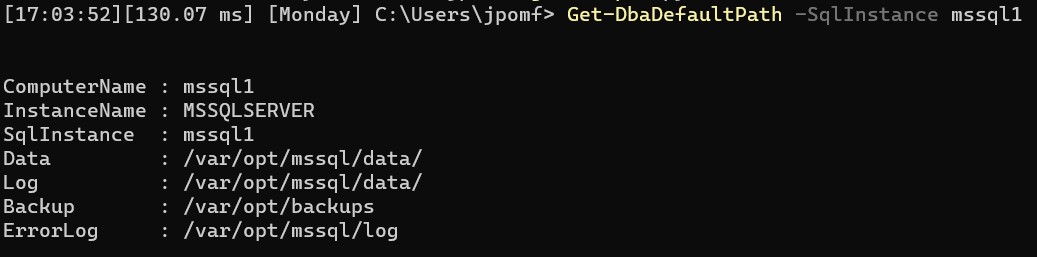 [17:03:52][130.07 ms] [Monday] C:\Users\jpomf> Get-DbaDefaultPath -SqlInstance mssql1
ComputerName : mssql1
InstanceName : MSSQLSERVER
SqlInstance  : mssql1
Data         : /var/opt/mssql/data/
Log          : /var/opt/mssql/data/
Backup       : /var/opt/backups
ErrorLog     : /var/opt/mssql/log